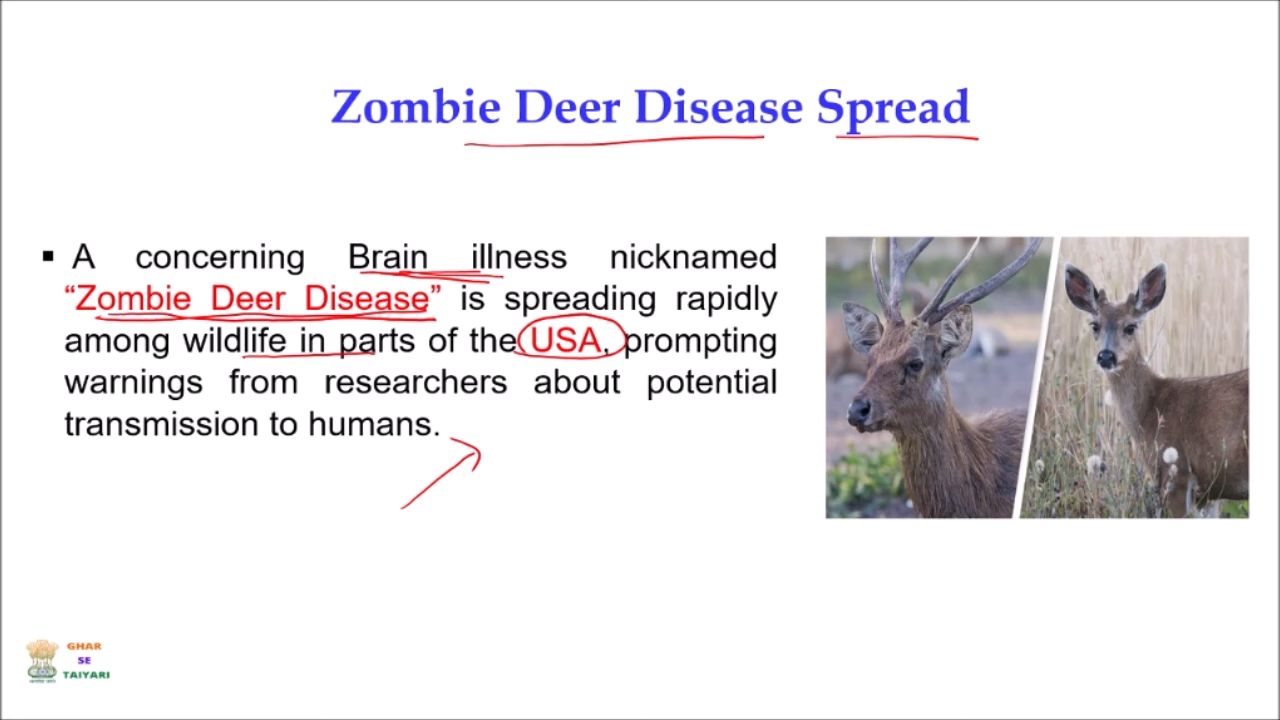 Zombie Deer Disease Spread
▪ A concerning Brain illness nicknamed
“Zombie Deer Disease” is spreading rapidly
among wildlife in parts of the USA, prompting
warnings from researchers about potential
transmission to humans.
GHAR
SE
TAIYARI